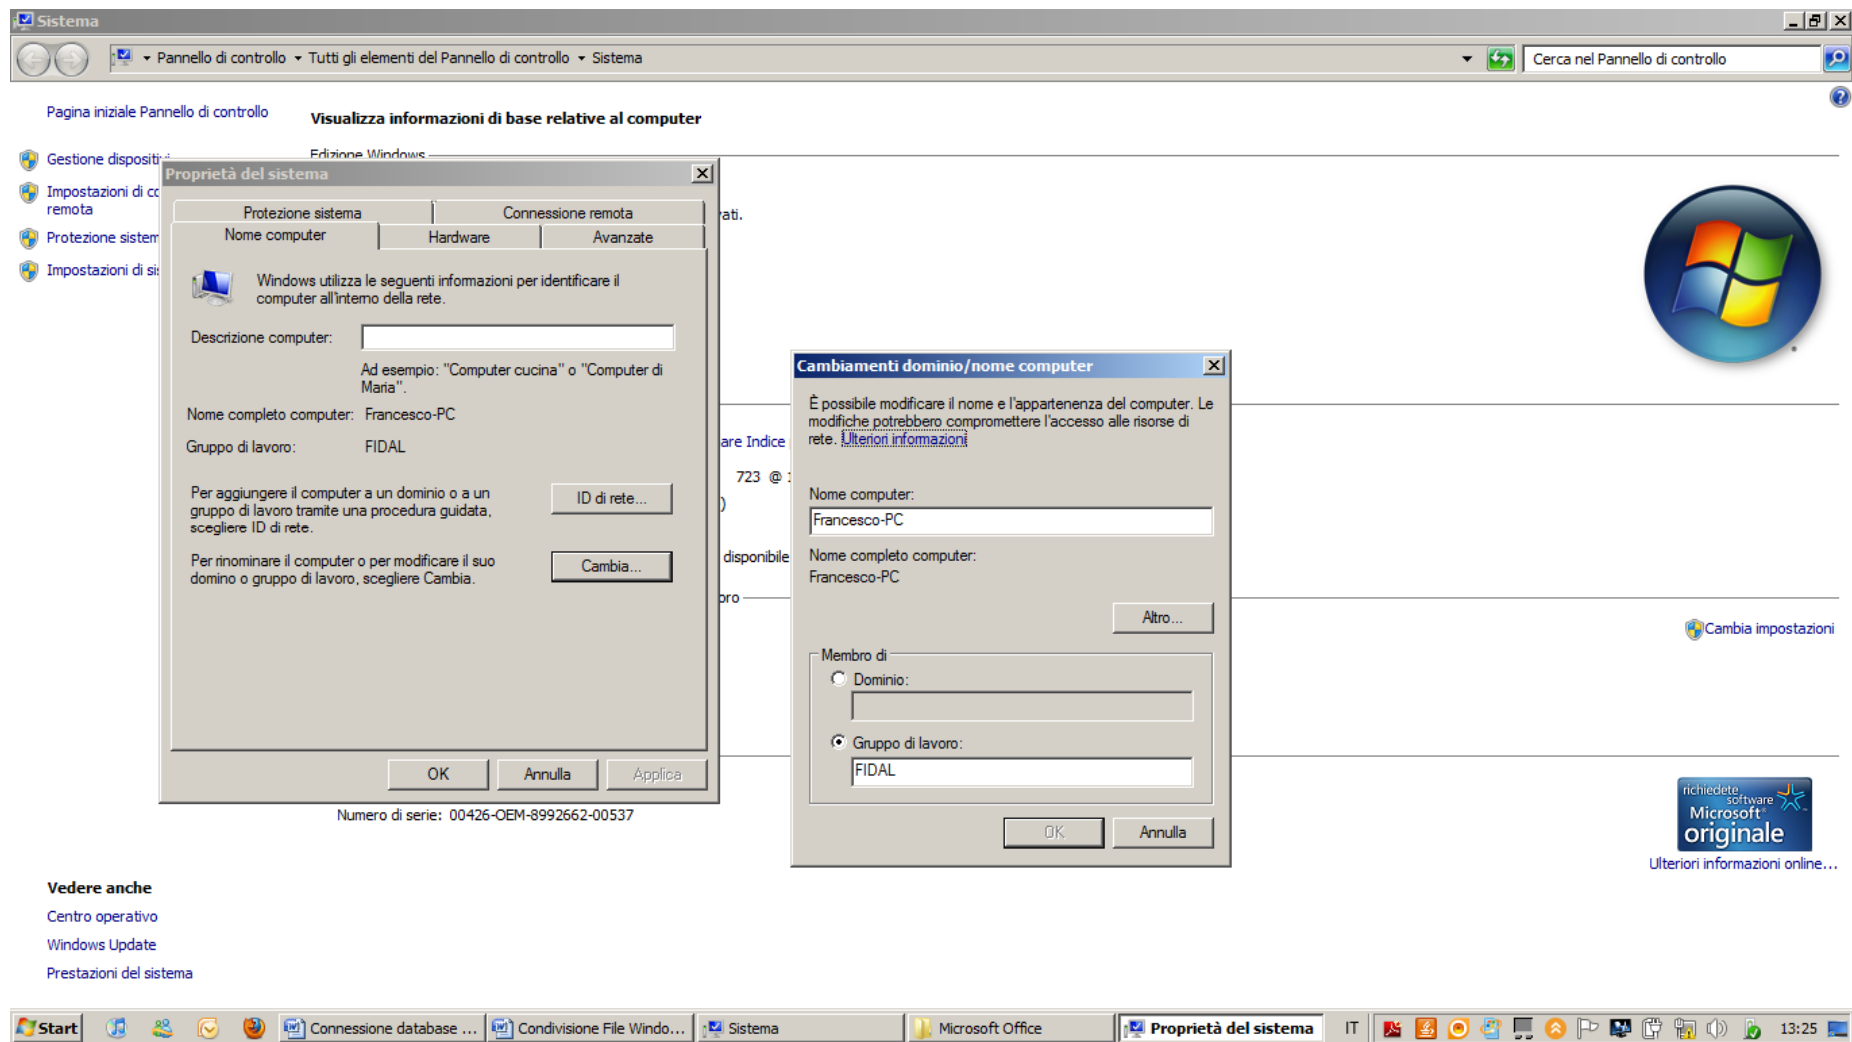 Sistema
Pannello di controllo Tutti gli elementi del Pannello di controllo Sistema
Cerca nel Pannello di controllo
Pagina iniziale Pannello di controllo
Gestione dispositivi
Impostazioni di co
remota
Protezione sistem
Impostazioni di si
Visualizza informazioni di base relative al computer
Edizione Windows
vati.
are Indice
723 @ 1
)
disponibile
oro
Cambia impostazioni
Numero di serie: 00426-OEM-8992662-00537
richiedete
software
Microsoft®
originale
Ulteriori informazioni online...
Vedere anche
Centro operativo
Windows Update
Prestazioni del sistema
Proprietà del sistema
Protezione sistema
Connessione remota
Nome computer
Hardware
Avanzate
Windows utilizza le seguenti informazioni per identificare il
computer all'interno della rete.
Descrizione computer:
Ad esempio: "Computer cucina" o "Computer di
Maria".
Nome completo computer: Francesco-PC
Gruppo di lavoro: FIDAL
Per aggiungere il computer a un dominio o a un
gruppo di lavoro tramite una procedura guidata,
scegliere ID di rete.
ID di rete...
Per rinominare il computer o per modificare il suo
domino o gruppo di lavoro, scegliere Cambia.
Cambia...
OK
Annulla
Applica
Cambiamenti dominio/nome computer
È possibile modificare il nome e l'appartenenza del computer. Le
modifiche potrebbero compromettere l'accesso alle risorse di
rete. Ulteriori informazioni
Nome computer:
Francesco-PC
Nome completo computer:
Francesco-PC
Altro...
Membro di
Dominio:
Gruppo di lavoro:
FIDAL
OK
Annulla
Start
Connessione database ...
Condivisione File Windo...
Sistema
Microsoft Office
Proprietà del sistema
IT
13:25